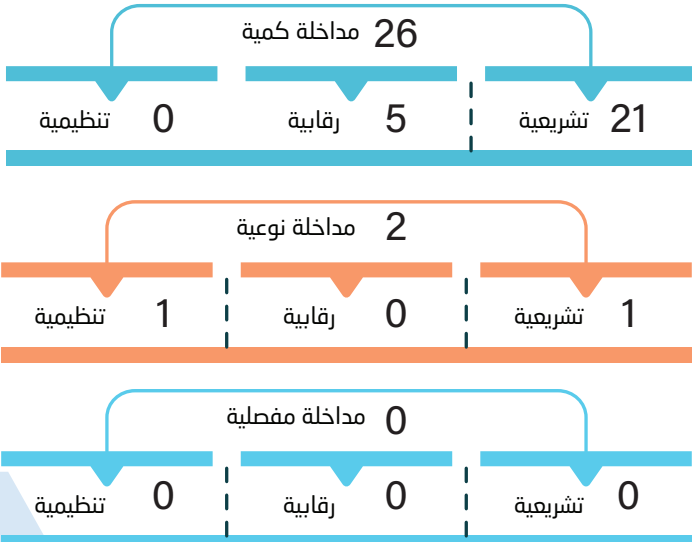 26 مداخلة كمية
21 تشريعية
5 رقابية
0 تنظيمية
2 مداخلة نوعية
1 تشريعية
0 رقابية
1 تنظيمية
0 مداخلة مفصلية
0 تشريعية
0 رقابية
0 تنظيمية